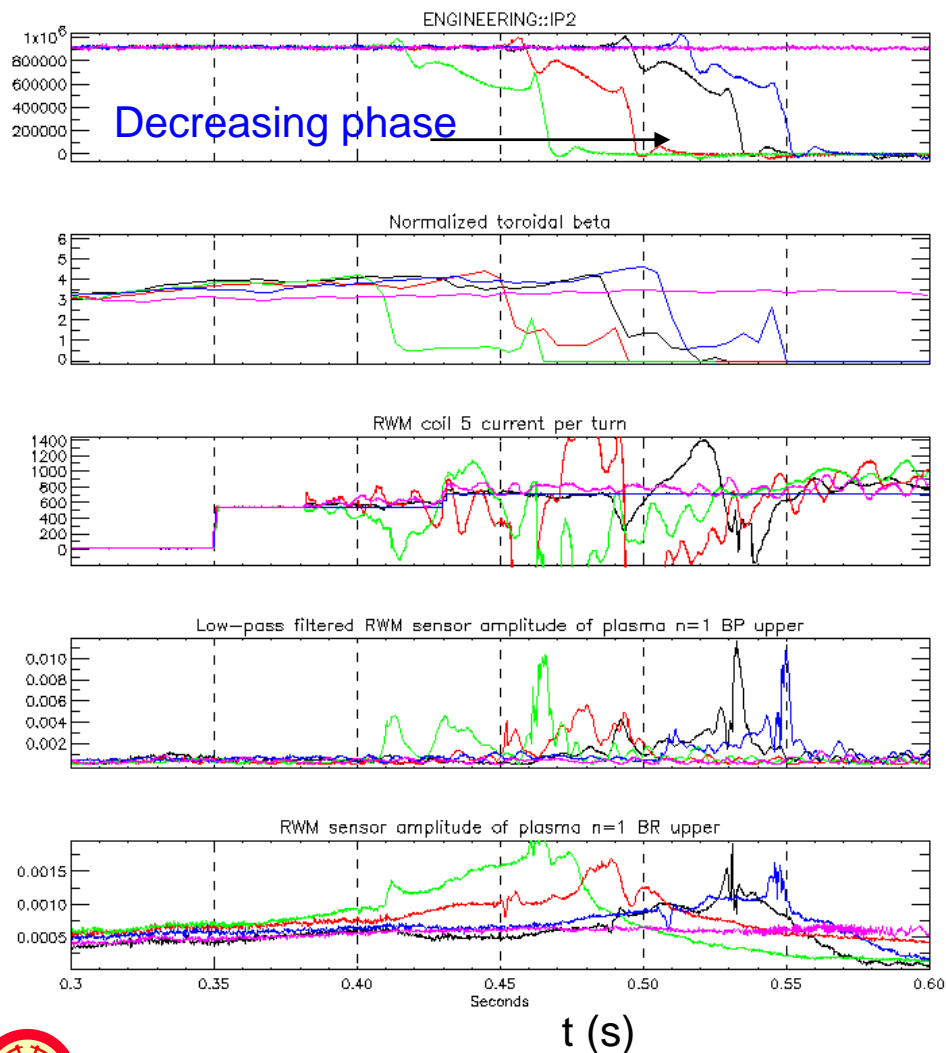 ENGINEERING::IP2
1x10⁶
800000
600000
400000
200000
0
Decreasing phase
Normalized toroidal beta
6
5
4
3
2
1
0
RWM coil 5 current per turn
1400
1200
1000
800
600
400
200
0
Low-pass filtered RWM sensor amplitude of plasma n=1 BP upper
0.010
0.008
0.006
0.004
0.002
RWM sensor amplitude of plasma n=1 BR upper
0.0015
0.0010
0.0005
0.3 0.35 0.40 0.45 0.50 0.55 0.60
Seconds
t (s)